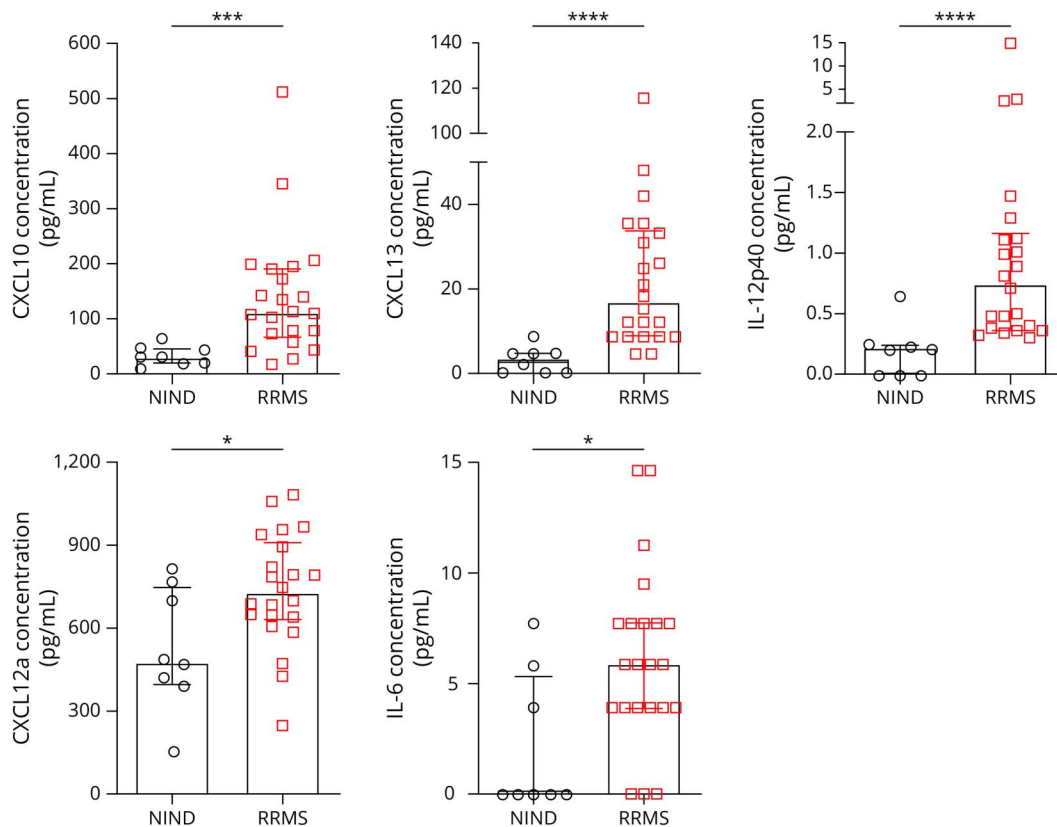 ***
CXCL10 concentration
(pg/mL)
600
500
400
300
200
100
0
NIND
RRMS
****
CXCL13 concentration
(pg/mL)
140
120
100
40
20
0
NIND
RRMS
****
IL-12p40 concentration
(pg/mL)
15
10
5
2.0
1.5
1.0
0.5
0.0
NIND
RRMS
*
CXCL12a concentration
(pg/mL)
1,200
900
600
300
0
NIND
RRMS
*
IL-6 concentration
(pg/mL)
15
10
5
0
NIND
RRMS